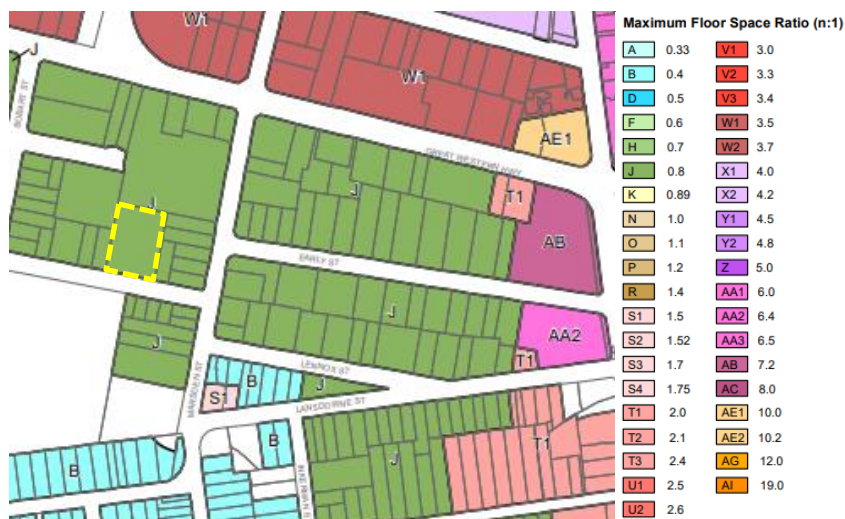 Maximum Floor Space Ratio (n:1)
A 0.33
B 0.4
D 0.5
F 0.6
H 0.7
J 0.8
K 0.89
N 1.0
O 1.1
P 1.2
R 1.4
S1 1.5
S2 1.52
S3 1.7
S4 1.75
T1 2.0
T2 2.1
T3 2.4
U1 2.5
U2 2.6
V1 3.0
V2 3.3
V3 3.4
W1 3.5
W2 3.7
X1 4.0
X2 4.2
Y1 4.5
Y2 4.8
Z 5.0
AA1 6.0
AA2 6.4
AA3 6.5
AB 7.2
AC 8.0
AE1 10.0
AE2 10.2
AG 12.0
AI 19.0
W1
J
W1
BOBART ST
AE1
GREAT WESTERN HWY
J
T1
J
AB
EARLY ST
J
AA2
T1
J
LENNOX ST
B
J
MARSDEN ST
S1
LANSDOWNE ST
B
T1
B
J